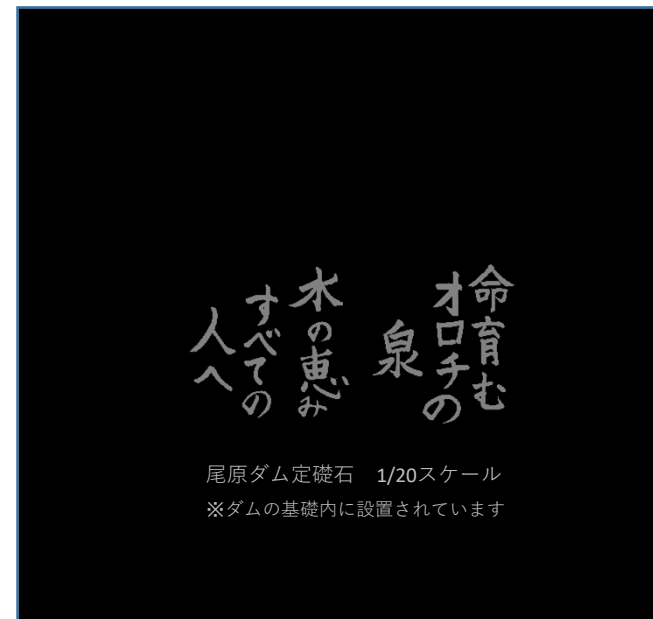 命育む
オロチの
泉
水の恵み
すべての
人へ
尾原ダム定礎石　1/20スケール
※ダムの基礎内に設置されています